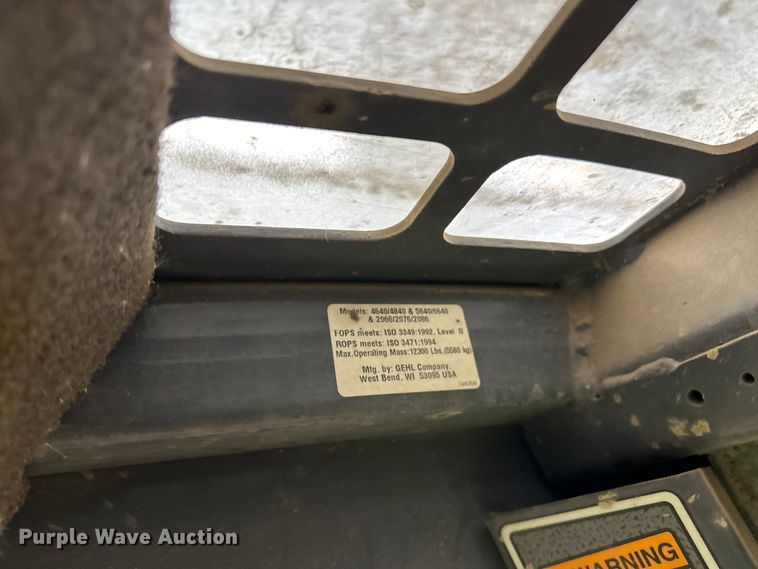 Models: 4640/4840 & 5640/6640
& 2066/2076/2086
FOPS meets: ISO 3349:1992, Level II
ROPS meets: ISO 3471:1994
Max. Operating Mass: 12300 Lbs. (5580 kg)
Mfg. by: GEHL Company,
West Bend, WI 53095 USA
WARNING
Purple Wave Auction